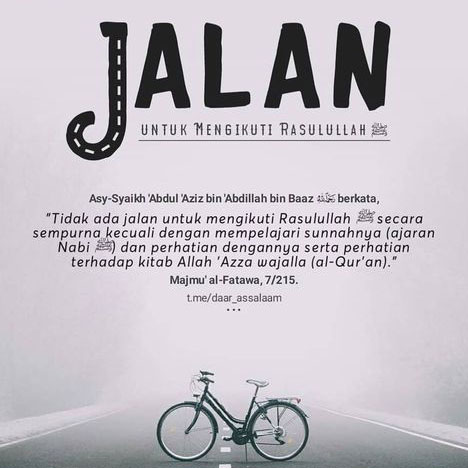 JALAN
UNTUK MENGIKUTI RASULULLAH ﷺ
Asy-Syaikh 'Abdul 'Aziz bin 'Abdillah bin Baaz رحمه الله berkata,
"Tidak ada jalan untuk mengikuti Rasulullah ﷺ secara
sempurna kecuali dengan mempelajari sunnahnya (ajaran
Nabi ﷺ) dan perhatian dengannya serta perhatian
terhadap kitab Allah 'Azza wajalla (al-Qur'an)."
Majmu' al-Fatawa, 7/215.
t.me/daar_assalaam